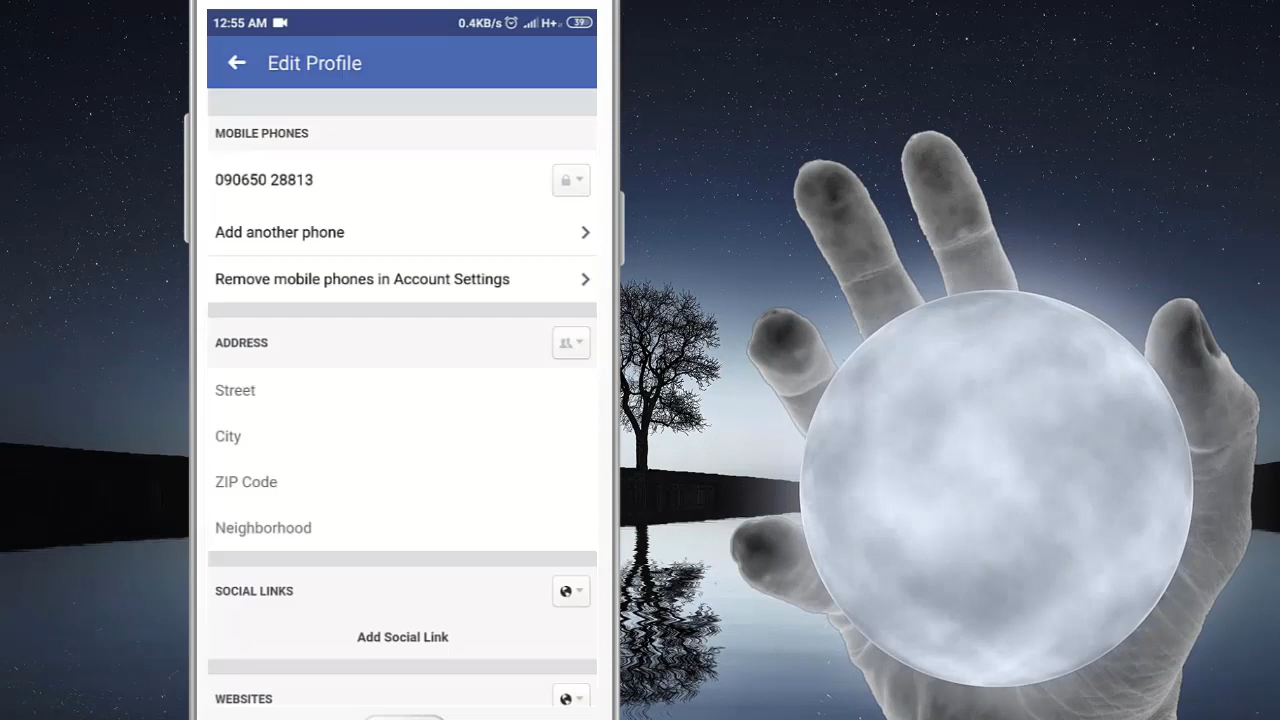 12:55 AM 0.4KB/s H+ 39
Edit Profile
MOBILE PHONES
090650 28813
Add another phone
Remove mobile phones in Account Settings
ADDRESS
Street
City
ZIP Code
Neighborhood
SOCIAL LINKS
Add Social Link
WEBSITES